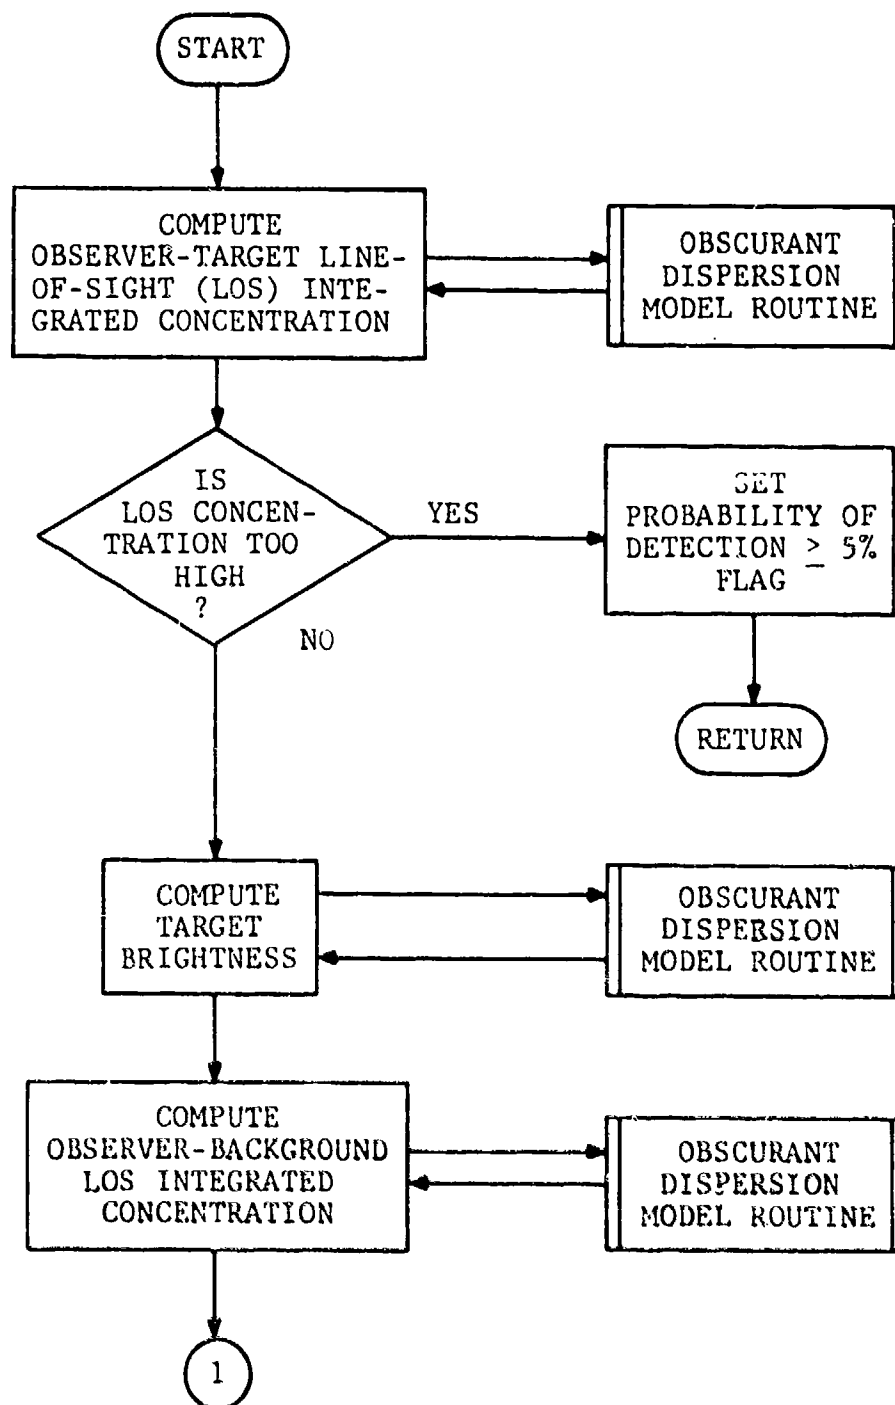 START
COMPUTE
OBSERVER-TARGET LINE-
OF-SIGHT (LOS) INTE-
GRATED CONCENTRATION
OBSCURANT
DISPERSION
MODEL ROUTINE
IS
LOS CONCEN-
TRATION TOO
HIGH
?
YES
NO
SET
PROBABILITY OF
DETECTION ≥ 5%
FLAG
RETURN
COMPUTE
TARGET
BRIGHTNESS
OBSCURANT
DISPERSION
MODEL ROUTINE
COMPUTE
OBSERVER-BACKGROUND
LOS INTEGRATED
CONCENTRATION
OBSCURANT
DISPERSION
MODEL ROUTINE
1